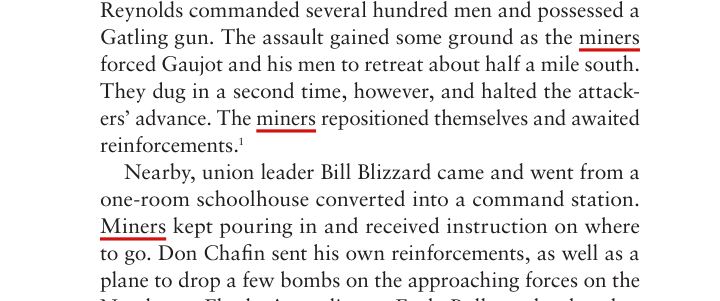 Reynolds commanded several hundred men and possessed a
Gatling gun. The assault gained some ground as the miners
forced Gaujot and his men to retreat about half a mile south.
They dug in a second time, however, and halted the attack-
ers’ advance. The miners repositioned themselves and awaited
reinforcements.¹
Nearby, union leader Bill Blizzard came and went from a
one-room schoolhouse converted into a command station.
Miners kept pouring in and received instruction on where
to go. Don Chafin sent his own reinforcements, as well as a
plane to drop a few bombs on the approaching forces on the